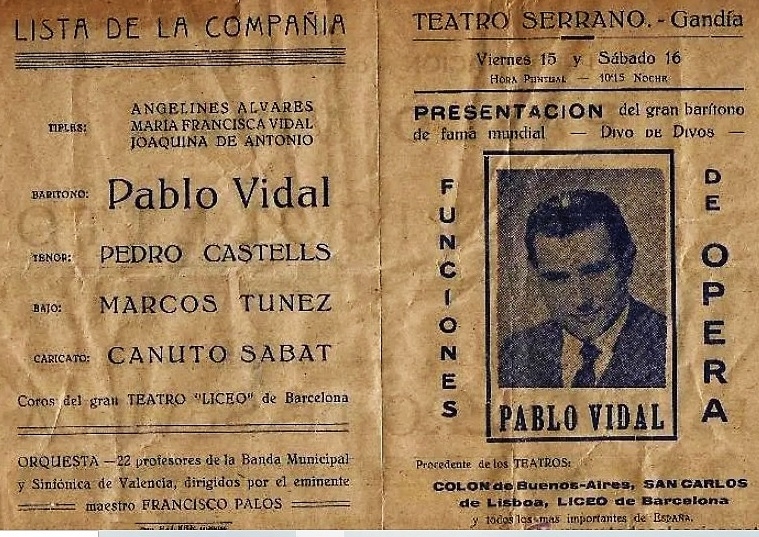 LISTA DE LA COMPAÑIA
TIPLES:
ANGELINES ALVARES
MARIA FRANCISCA VIDAL
JOAQUINA DE ANTONIO
BARITONO: Pablo Vidal
TENOR: PEDRO CASTELLS
BAJO: MARCOS TUNEZ
CARICATO: CANUTO SABAT
Coros del gran TEATRO "LICEO" de Barcelona
ORQUESTA —22 profesores de la Banda Municipal
y Sinfónica de Valencia, dirigidos por el eminente
maestro FRANCISCO PALOS
TEATRO SERRANO. - Gandía
Viernes 15 y Sábado 16
HORA PUNTUAL — 10'15 NOCHE
PRESENTACION del gran barítono
de fama mundial — DIVO DE DIVOS —
FUNCIONES
DE OPERA
PABLO VIDAL
Procedente de los TEATROS:
COLON de Buenos-Aires, SAN CARLOS
de Lisboa, LICEO de Barcelona
y todos los mas importantes de ESPAÑA.